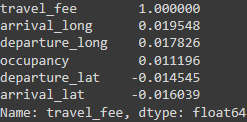 travel_fee         1.000000
arrival_long       0.019548
departure_long     0.017826
occupancy          0.011196
departure_lat     -0.014545
arrival_lat       -0.016039
Name: travel_fee, dtype: float64